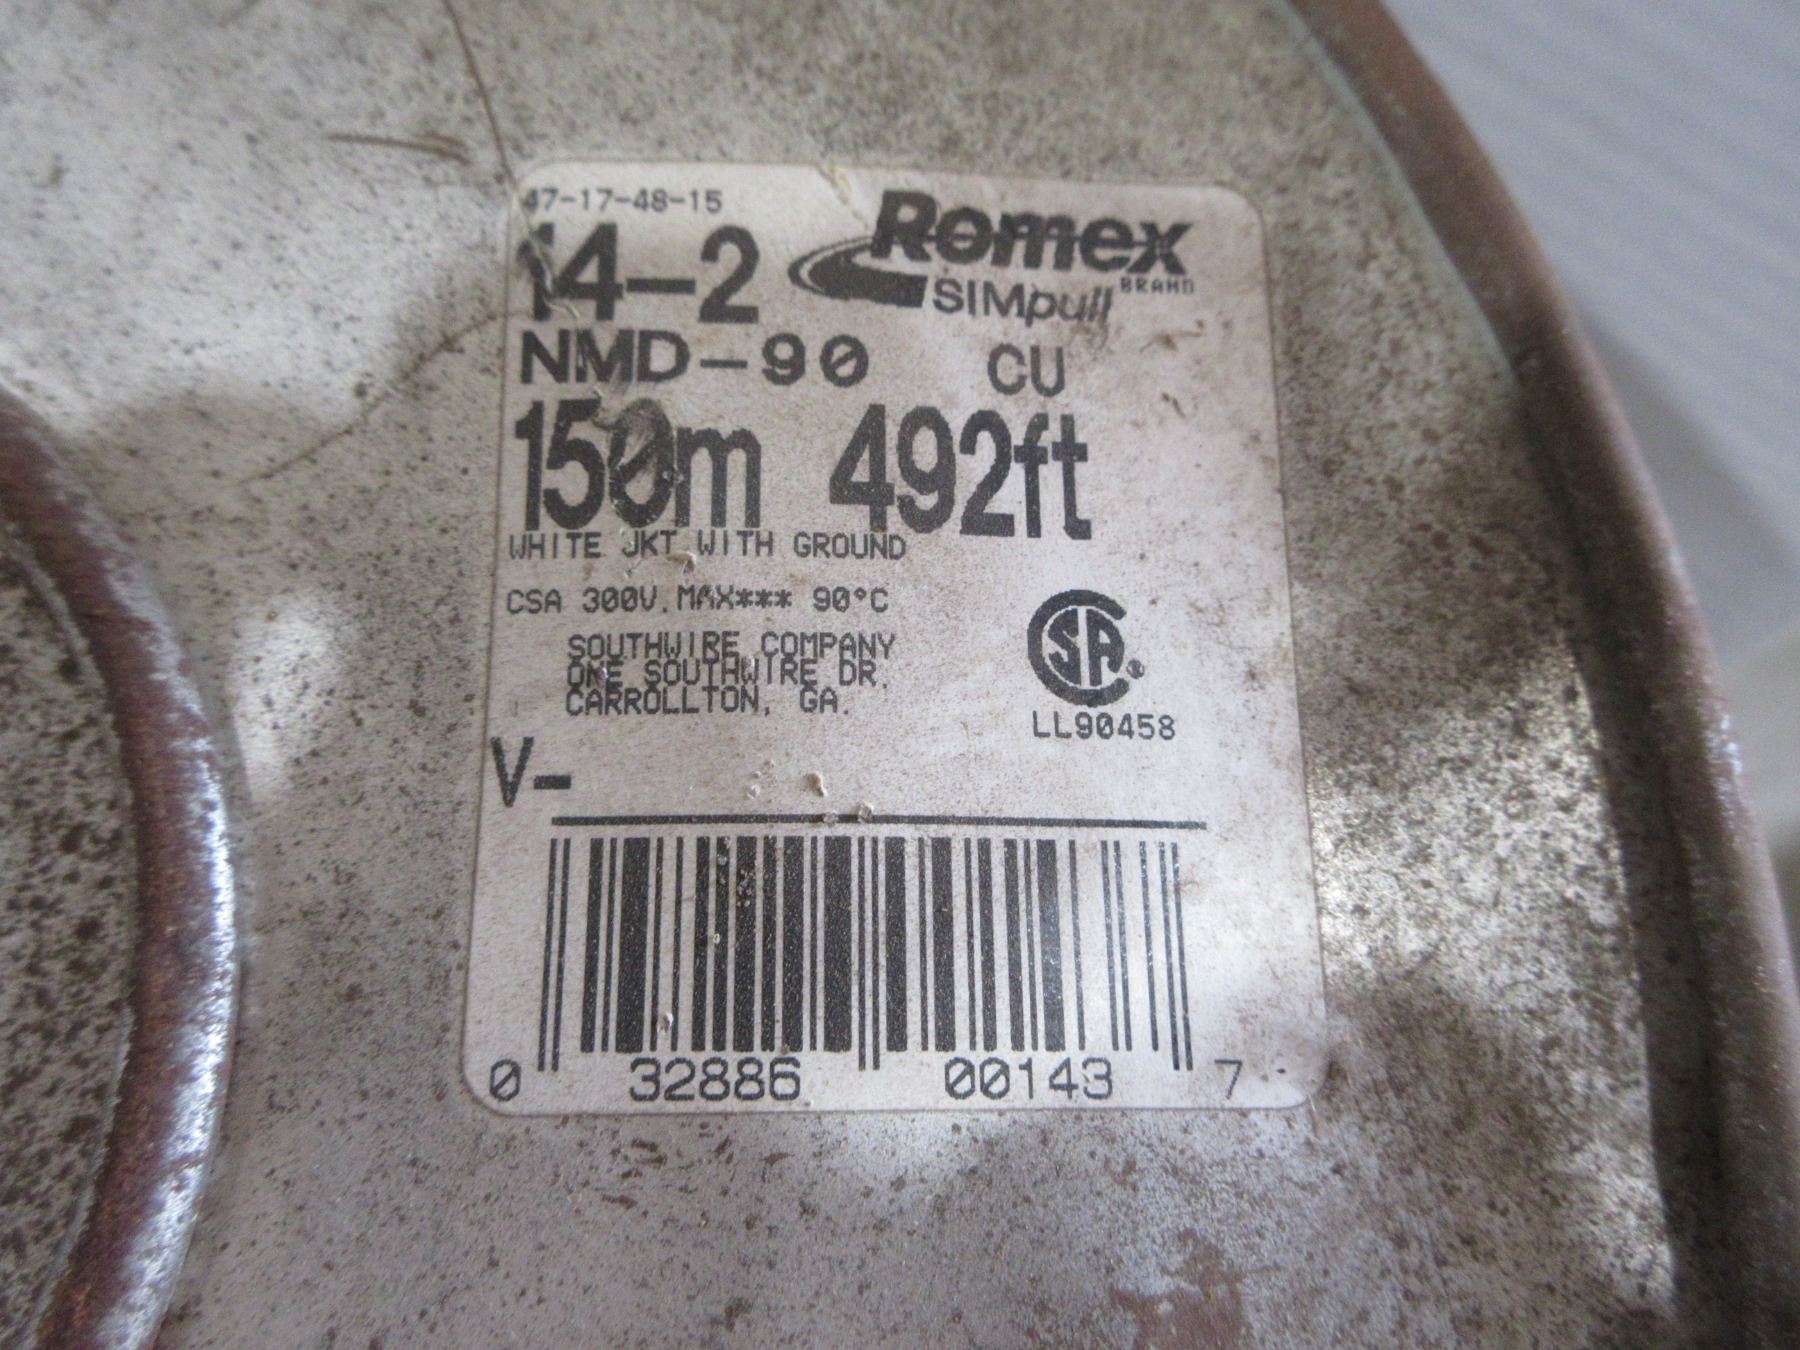 47-17-48-15
14-2 Romex
SIMpull BRAND
NMD-90 CU
150m 492ft
WHITE JKT WITH GROUND
CSA 300V.MAX*** 90°C
SOUTHWIRE COMPANY
ONE SOUTHWIRE DR.
CARROLLTON, GA.
SA
LL90458
V-
0 32886 00143 7